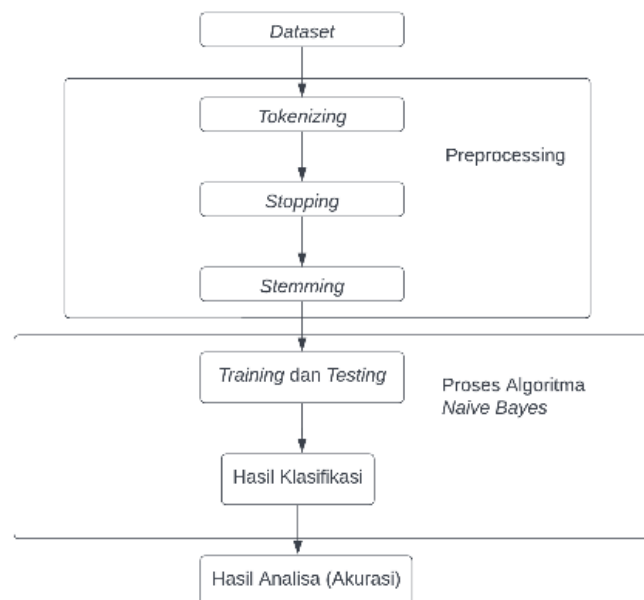 Dataset
Tokenizing
Preprocessing
Stopping
Stemming
Training dan Testing
Proses Algoritma
Naive Bayes
Hasil Klasifikasi
Hasil Analisa (Akurasi)